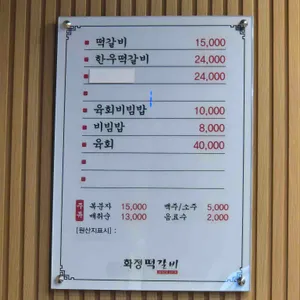 떡갈비 15,000
한우떡갈비 24,000
24,000
육회비빔밥 10,000
비빔밥 8,000
육회 40,000
주류
복분자 15,000 맥주/소주 5,000
매취순 13,000 음료수 2,000
[원산지표시] :
화정떡갈비